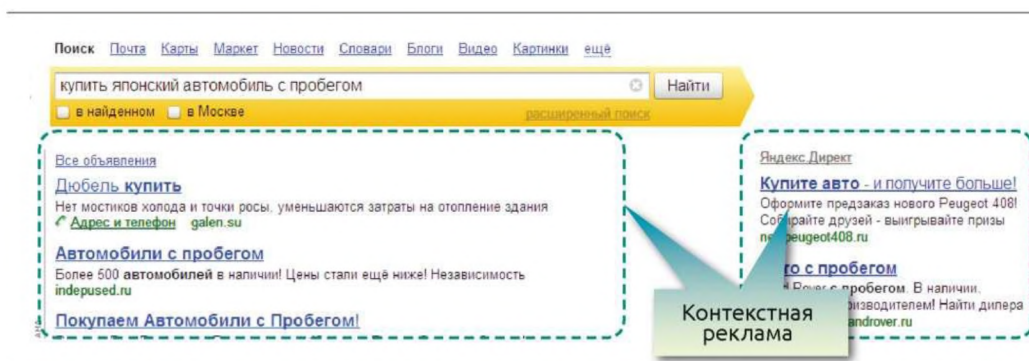 Поиск Почта Карты Маркет Новости Словари Блоги Видео Картинки ещё
купить японский автомобиль с пробегом
Найти
в найденном в Москве расширенный поиск
Все объявления
Дюбель купить
Нет мостиков холода и точки росы, уменьшаются затраты на отопление здания
Адрес и телефон galen.su
Автомобили с пробегом
Более 500 автомобилей в наличии! Цены стали ещё ниже! Независимость
indepused.ru
Покупаем Автомобили с Пробегом!
Яндекс.Директ
Купите авто - и получите больше!
Оформите предзаказ нового Peugeot 408!
Собирайте друзей - выигрывайте призы
peugeot408.ru
с пробегом
Rover с пробегом. В наличии.
Найти дилера
androver.ru
Контекстная
реклама